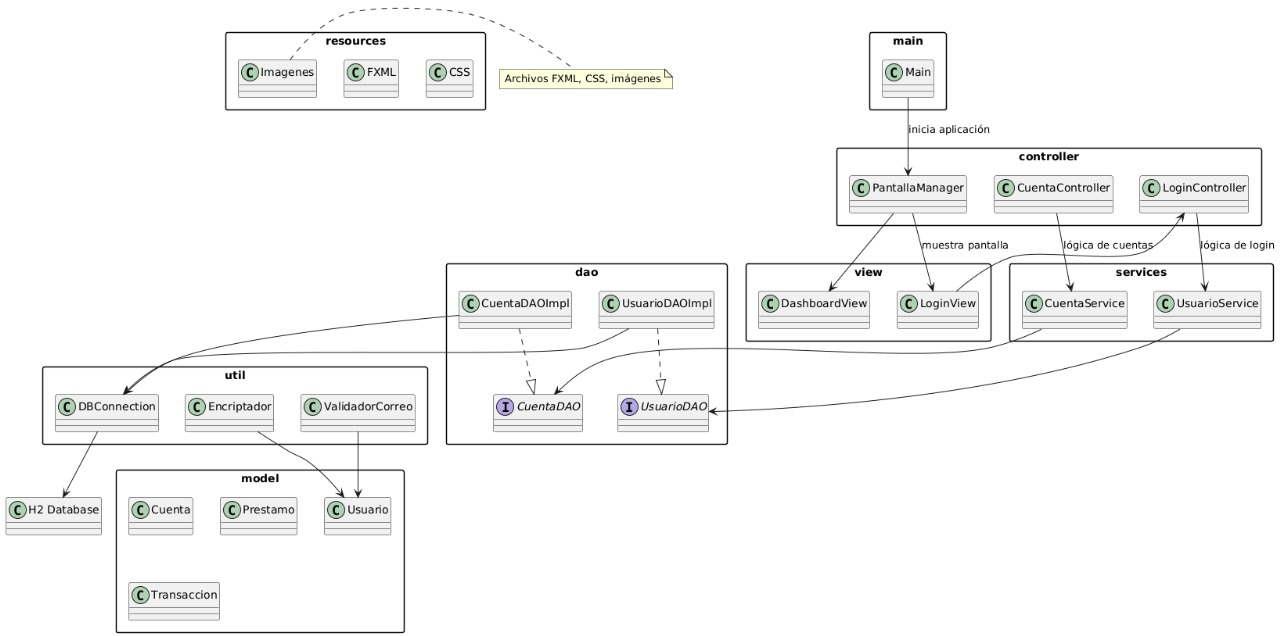 resources
C Imagenes
C FXML
C CSS
Archivos FXML, CSS, imágenes
main
C Main
inicia aplicación
controller
C PantallaManager
C CuentaController
C LoginController
muestra pantalla
lógica de cuentas
lógica de login
dao
C CuentaDAOImpl
C UsuarioDAOImpl
I CuentaDAO
I UsuarioDAO
view
C DashboardView
C LoginView
services
C CuentaService
C UsuarioService
util
C DBConnection
C Encriptador
C ValidadorCorreo
C H2 Database
model
C Cuenta
C Prestamo
C Usuario
C Transaccion